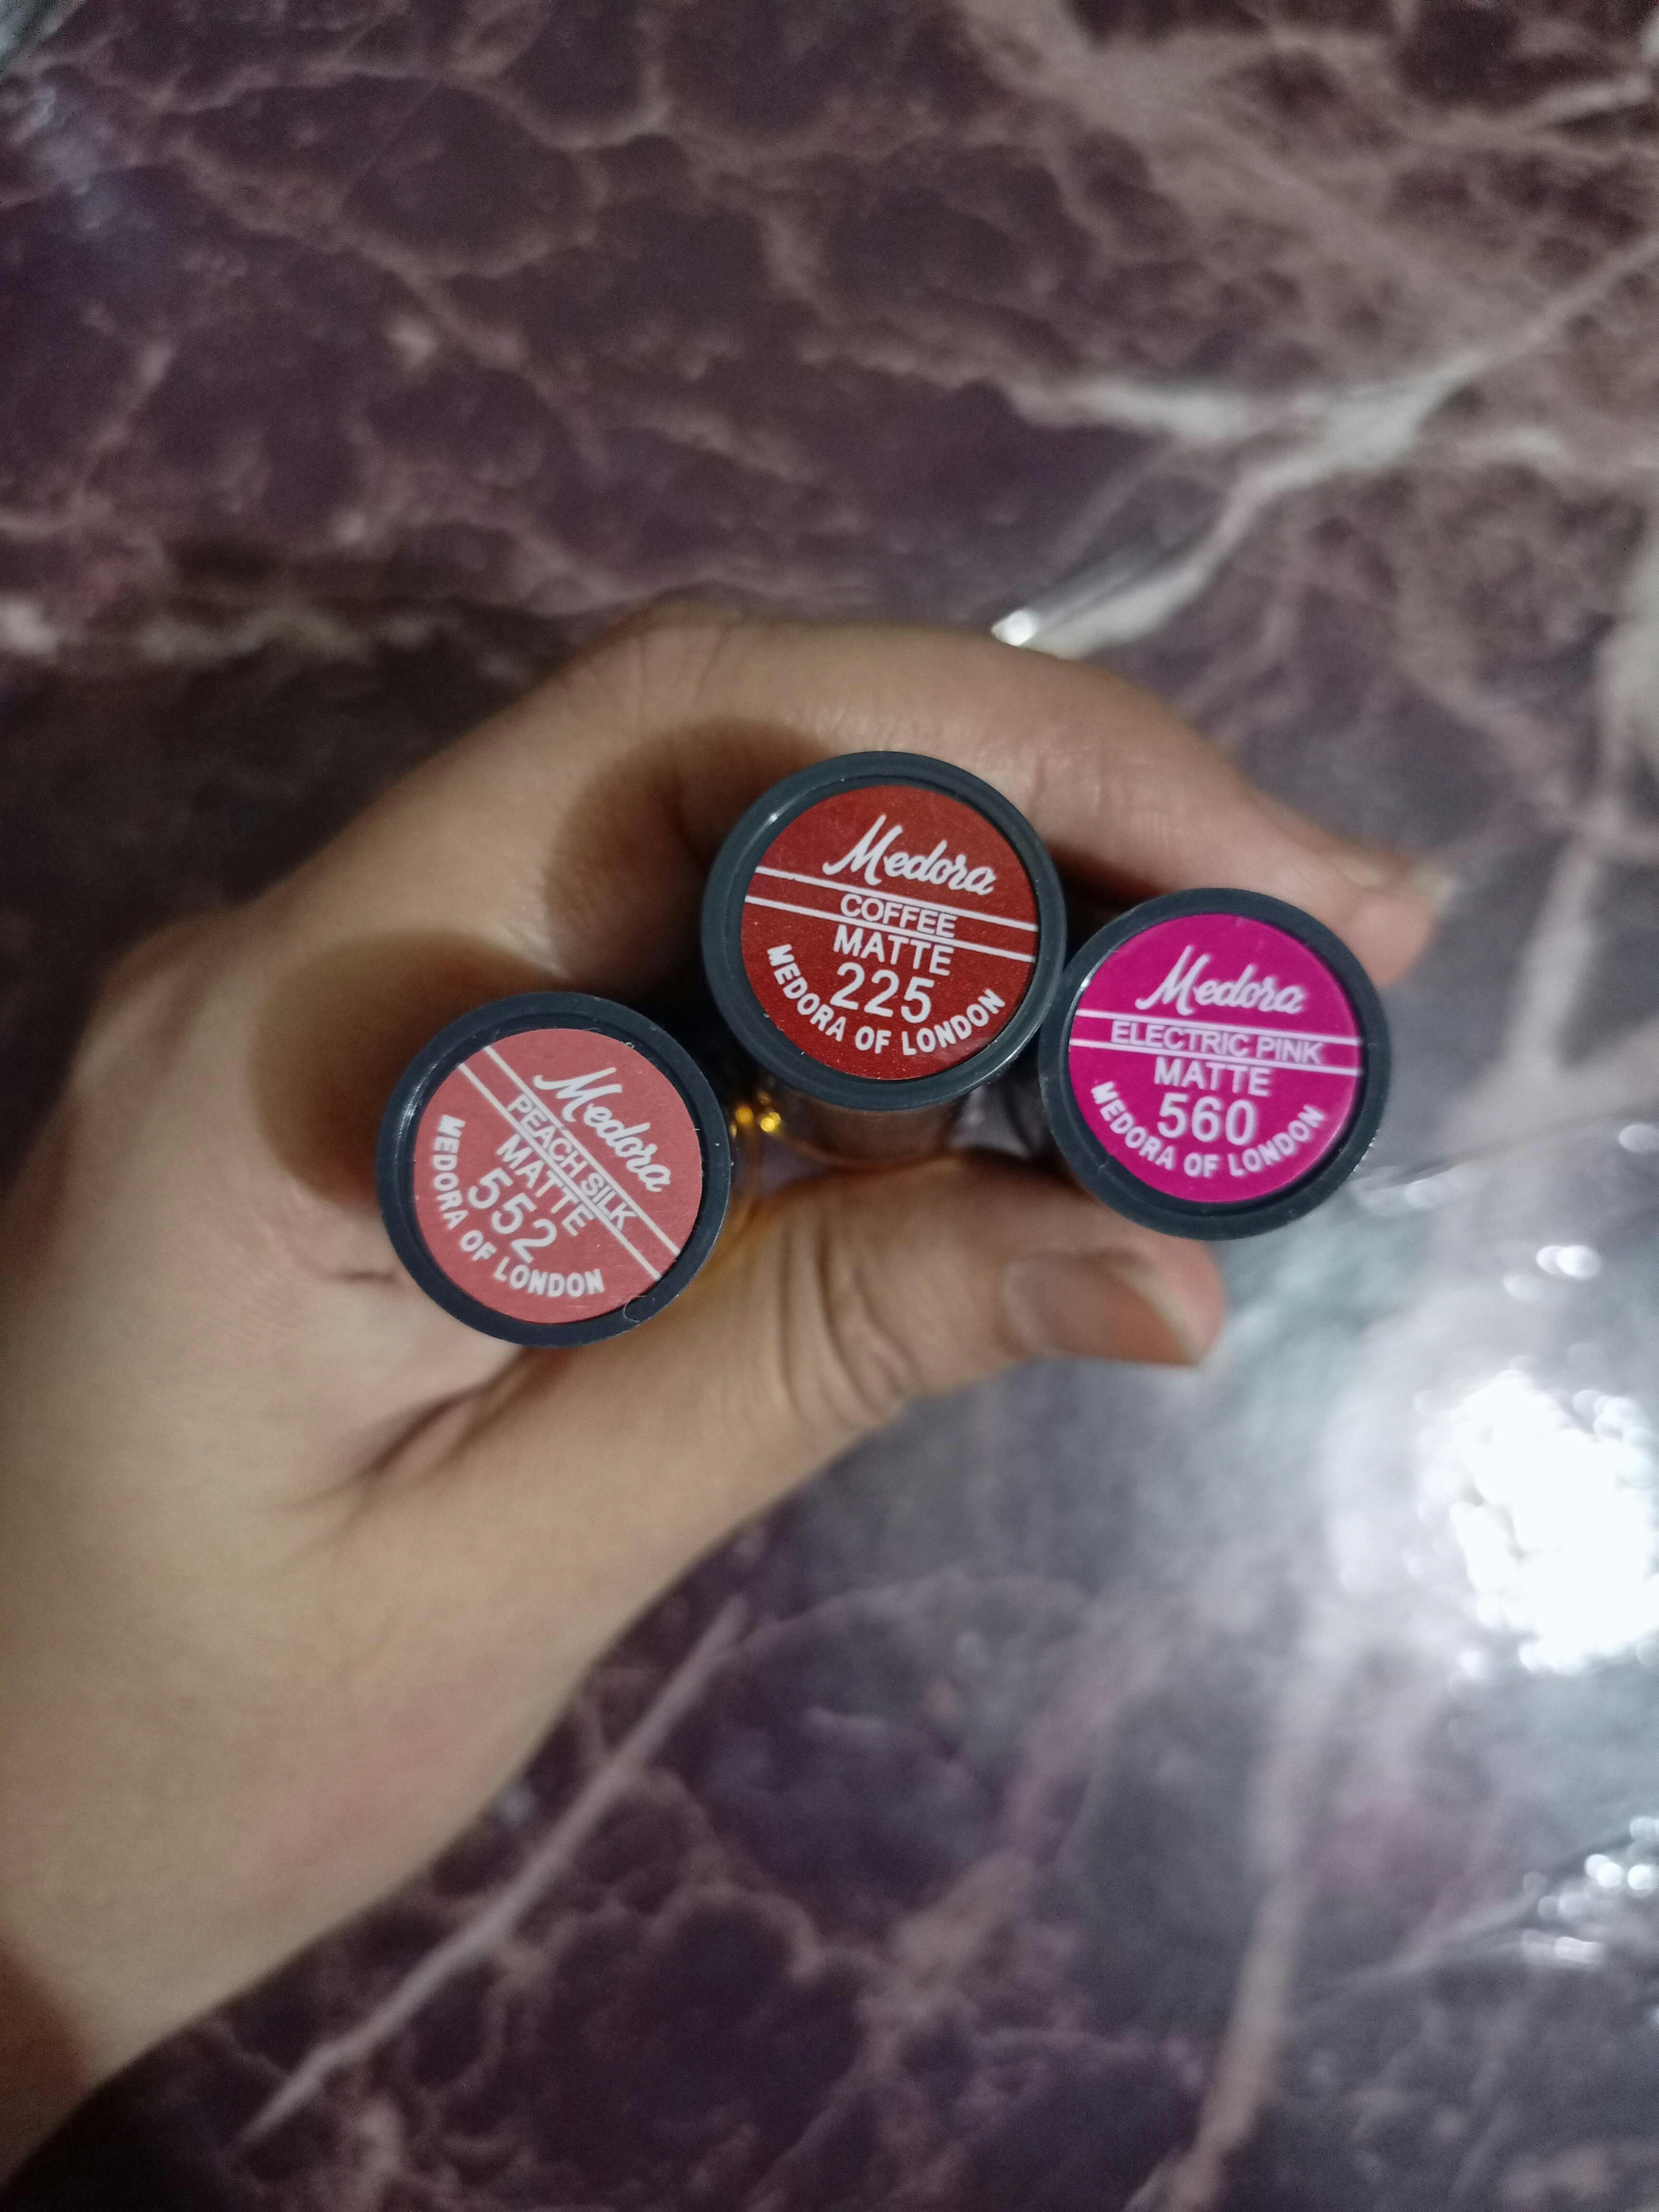 Medora
PEACH SILK
MATTE
552
MEDORA OF LONDON
Medora
COFFEE
MATTE
225
MEDORA OF LONDON
Medora
ELECTRIC PINK
MATTE
560
MEDORA OF LONDON